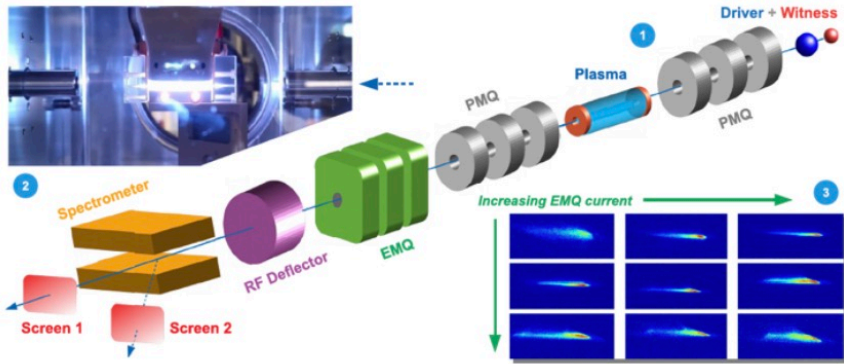 Driver + Witness
1
Plasma
PMQ
PMQ
2
Spectrometer
RF Deflector
EMQ
Increasing EMQ current
3
Screen 1
Screen 2